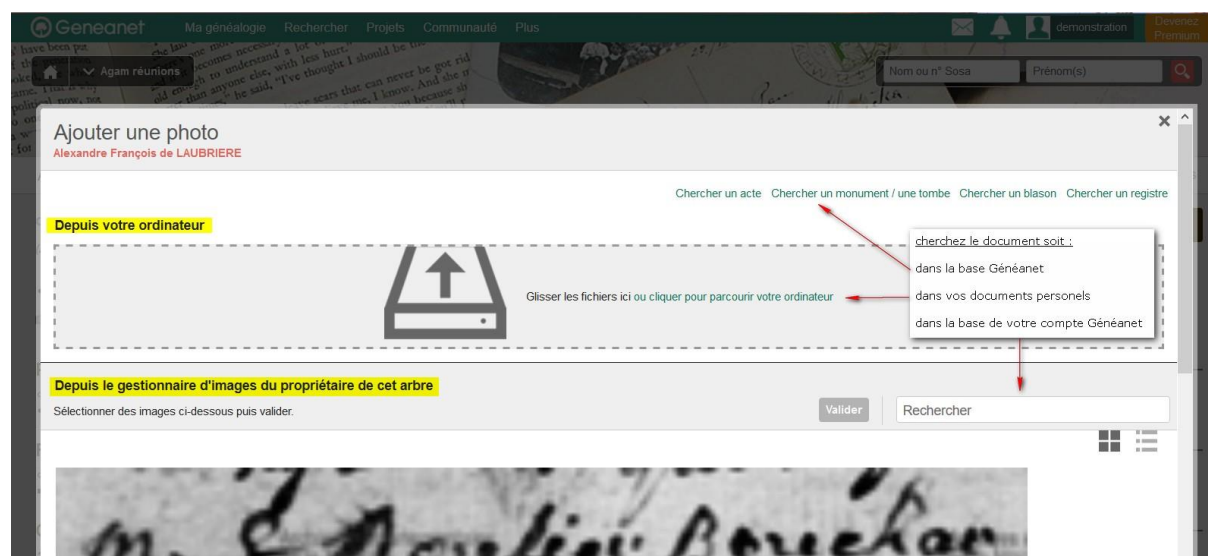 Geneanet Ma généalogie Rechercher Projets Communauté Plus demonstration Devenez Premium
Agam réunions Nom ou n° Sosa Prénom(s)
Ajouter une photo
Alexandre François de LAUBRIERE
Chercher un acte Chercher un monument / une tombe Chercher un blason Chercher un registre
Depuis votre ordinateur
Glisser les fichiers ici ou cliquer pour parcourir votre ordinateur
cherchez le document soit :
dans la base Généanet
dans vos documents personels
dans la base de votre compte Généanet
Depuis le gestionnaire d'images du propriétaire de cet arbre
Sélectionner des images ci-dessous puis valider.
Valider Rechercher